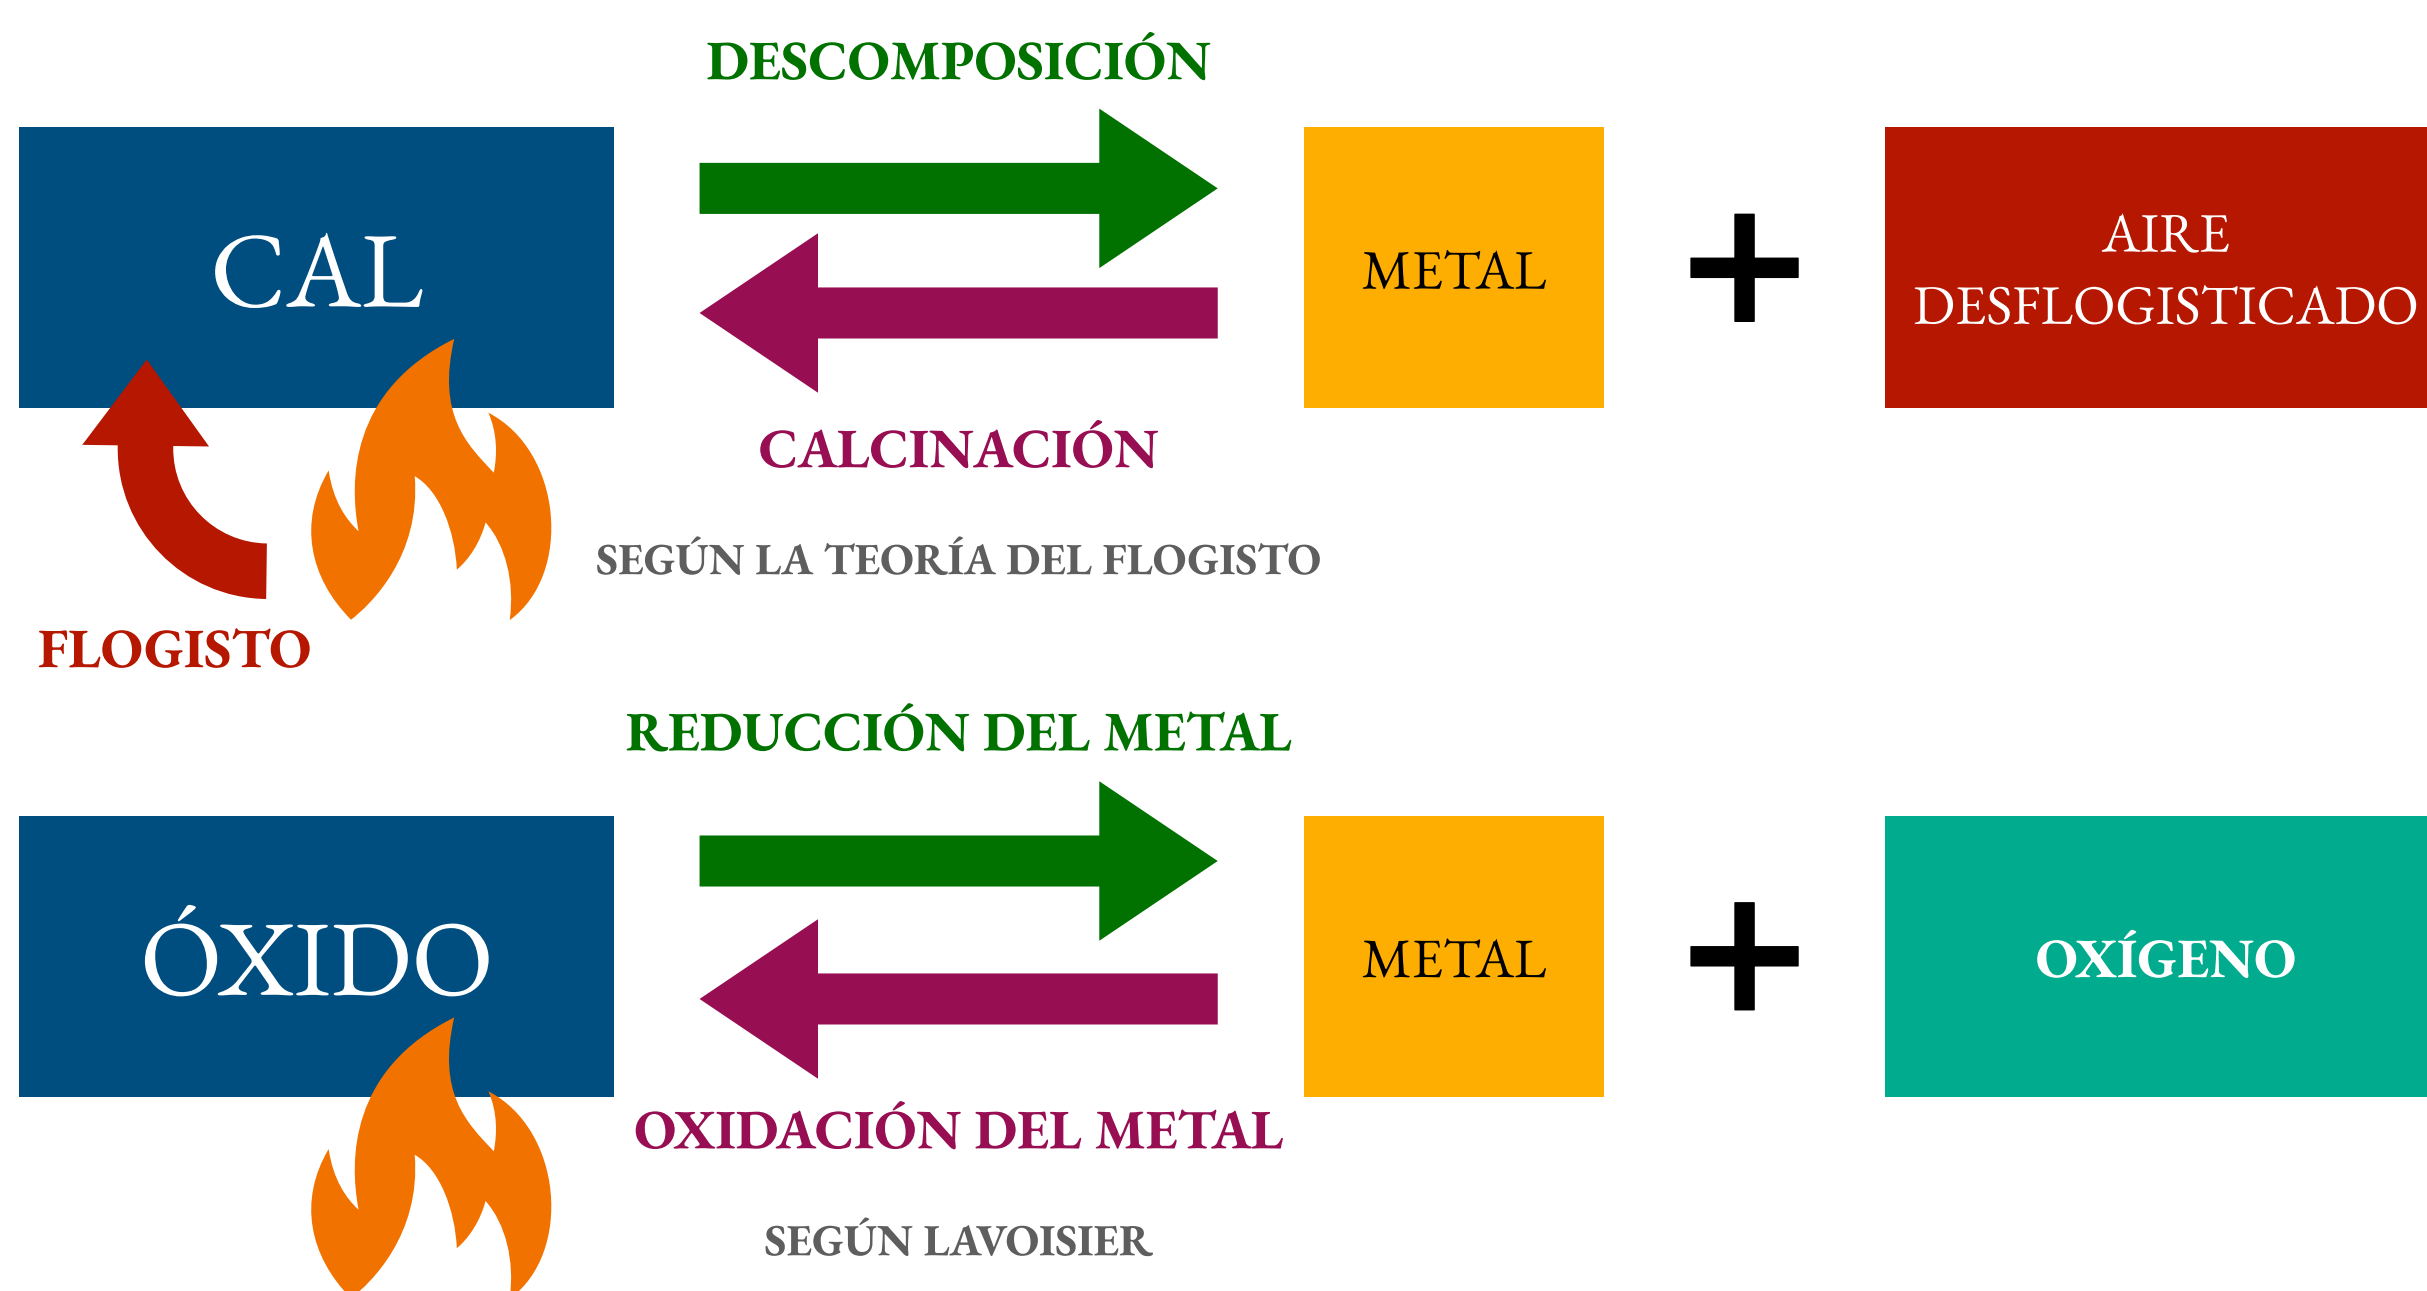 DESCOMPOSICIÓN
CAL
METAL
AIRE
DESFLOGISTICADO
CALCINACIÓN
SEGÚN LA TEORÍA DEL FLOGISTO
FLOGISTO
REDUCCIÓN DEL METAL
ÓXIDO
METAL
OXÍGENO
OXIDACIÓN DEL METAL
SEGÚN LAVOISIER